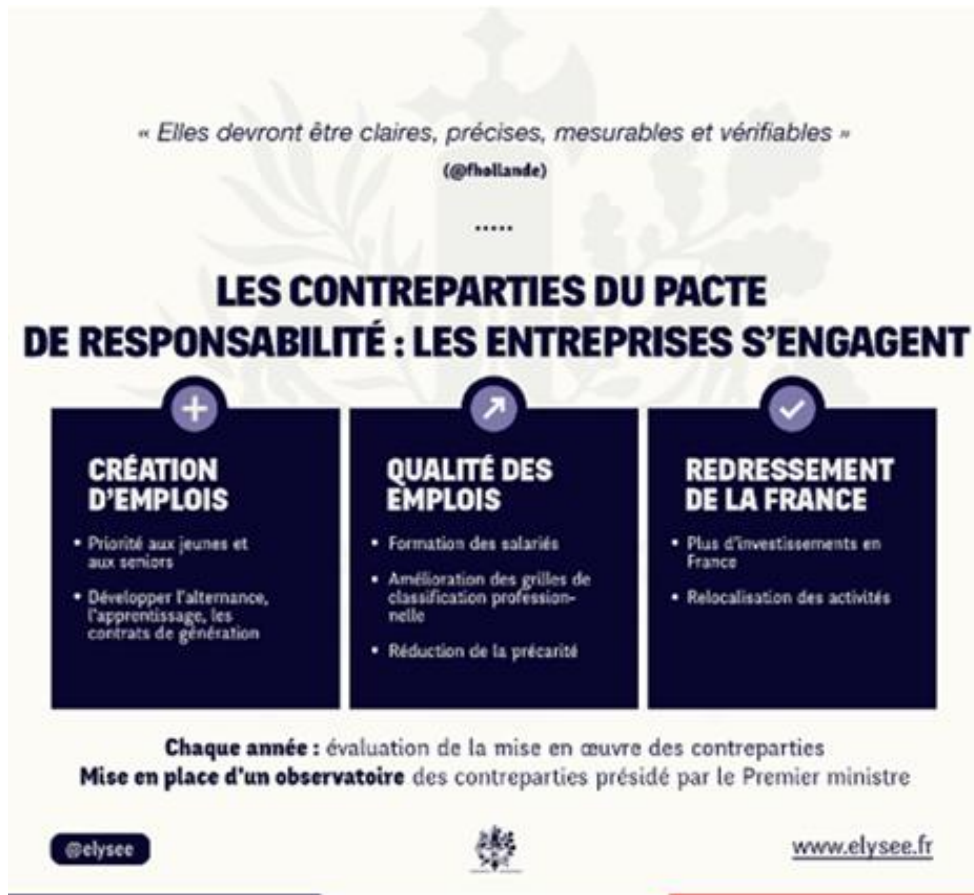 « Elles devront être claires, précises, mesurables et vérifiables »
(@fhollande)
.....
LES CONTREPARTIES DU PACTE
DE RESPONSABILITÉ : LES ENTREPRISES S'ENGAGENT
CRÉATION
D'EMPLOIS
• Priorité aux jeunes et
aux seniors
• Développer l'alternance,
l'apprentissage, les
contrats de génération
QUALITÉ DES
EMPLOIS
• Formation des salariés
• Amélioration des grilles de
classification profession-
nelle
• Réduction de la précarité
REDRESSEMENT
DE LA FRANCE
• Plus d'investissements en
France
• Relocalisation des activités
Chaque année : évaluation de la mise en œuvre des contreparties
Mise en place d'un observatoire des contreparties présidé par le Premier ministre
@elysee
www.elysee.fr